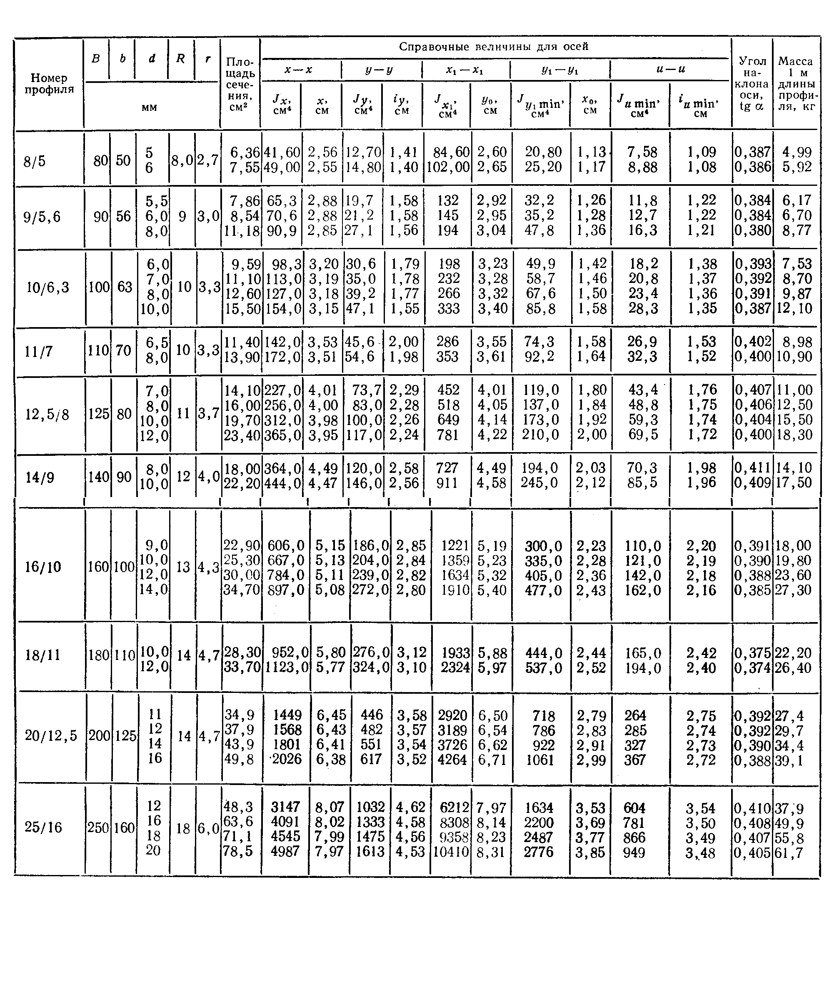 Справочные величины для осей
Номер профиля
B b d R r
мм
Пло-
щадь
сече-
ния,
см²
x—x y—y x₁—x₁ y₁—y₁ u—u
Jx, см⁴ x, см Jy, см⁴ iy, см Jx₁, см⁴ y₀, см Jy₁ min, см⁴ x₀, см Ju min, см⁴ iu min, см
Угол
на-
клона
оси,
tg α
Масса
1 м
длины
профи-
ля, кг
8/5 80 50 5 8,0 2,7 6,36 41,60 2,56 12,70 1,41 84,60 2,60 20,80 1,13 7,58 1,09 0,387 4,99
6 7,55 49,00 2,55 14,80 1,40 102,00 2,65 25,20 1,17 8,88 1,08 0,386 5,92
5,5 7,86 65,3 2,88 19,7 1,58 132 2,92 32,2 1,26 11,8 1,22 0,384 6,17
9/5,6 90 56 6,0 9 3,0 8,54 70,6 2,88 21,2 1,58 145 2,95 35,2 1,28 12,7 1,22 0,384 6,70
8,0 11,18 90,9 2,85 27,1 1,56 194 3,04 47,8 1,36 16,3 1,21 0,380 8,77
6,0 9,59 98,3 3,20 30,6 1,79 198 3,23 49,9 1,42 18,2 1,38 0,393 7,53
10/6,3 100 63 7,0 10 3,3 11,10 113,0 3,19 35,0 1,78 232 3,28 58,7 1,46 20,8 1,37 0,392 8,70
8,0 12,60 127,0 3,18 39,2 1,77 266 3,32 67,6 1,50 23,4 1,36 0,391 9,87
10,0 15,50 154,0 3,15 47,1 1,55 333 3,40 85,8 1,58 28,3 1,35 0,387 12,10
11/7 110 70 6,5 10 3,3 11,40 142,0 3,53 45,6 2,00 286 3,55 74,3 1,58 26,9 1,53 0,402 8,98
8,0 13,90 172,0 3,51 54,6 1,98 353 3,61 92,2 1,64 32,3 1,52 0,400 10,90
7,0 14,10 227,0 4,01 73,7 2,29 452 4,01 119,0 1,80 43,4 1,76 0,407 11,00
12,5/8 125 80 8,0 11 3,7 16,00 256,0 4,00 83,0 2,28 518 4,05 137,0 1,84 48,8 1,75 0,406 12,50
10,0 19,70 312,0 3,98 100,0 2,26 649 4,14 173,0 1,92 59,3 1,74 0,404 15,50
12,0 23,40 365,0 3,95 117,0 2,24 781 4,22 210,0 2,00 69,5 1,72 0,400 18,30
14/9 140 90 8,0 12 4,0 18,00 364,0 4,49 120,0 2,58 727 4,49 194,0 2,03 70,3 1,98 0,411 14,10
10,0 22,20 444,0 4,47 146,0 2,56 911 4,58 245,0 2,12 85,5 1,96 0,409 17,50
9,0 22,90 606,0 5,15 186,0 2,85 1221 5,19 300,0 2,23 110,0 2,20 0,391 18,00
16/10 160 100 10,0 13 4,3 25,30 667,0 5,13 204,0 2,84 1359 5,23 335,0 2,28 121,0 2,19 0,390 19,80
12,0 30,00 784,0 5,11 239,0 2,82 1634 5,32 405,0 2,36 142,0 2,18 0,388 23,60
14,0 34,70 897,0 5,08 272,0 2,80 1910 5,40 477,0 2,43 162,0 2,16 0,385 27,30
18/11 180 110 10,0 14 4,7 28,30 952,0 5,80 276,0 3,12 1933 5,88 444,0 2,44 165,0 2,42 0,375 22,20
12,0 33,70 1123,0 5,77 324,0 3,10 2324 5,97 537,0 2,52 194,0 2,40 0,374 26,40
11 34,9 1449 6,45 446 3,58 2920 6,50 718 2,79 264 2,75 0,392 27,4
20/12,5 200 125 12 14 4,7 37,9 1568 6,43 482 3,57 3189 6,54 786 2,83 285 2,74 0,392 29,7
14 43,9 1801 6,41 551 3,54 3726 6,62 922 2,91 327 2,73 0,390 34,4
16 49,8 2026 6,38 617 3,52 4264 6,71 1061 2,99 367 2,72 0,388 39,1
12 48,3 3147 8,07 1032 4,62 6212 7,97 1634 3,53 604 3,54 0,410 37,9
25/16 250 160 16 18 6,0 63,6 4091 8,02 1333 4,58 8308 8,14 2200 3,69 781 3,50 0,408 49,9
18 71,1 4545 7,99 1475 4,56 9358 8,23 2487 3,77 866 3,49 0,407 55,8
20 78,5 4987 7,97 1613 4,53 10410 8,31 2776 3,85 949 3,48 0,405 61,7